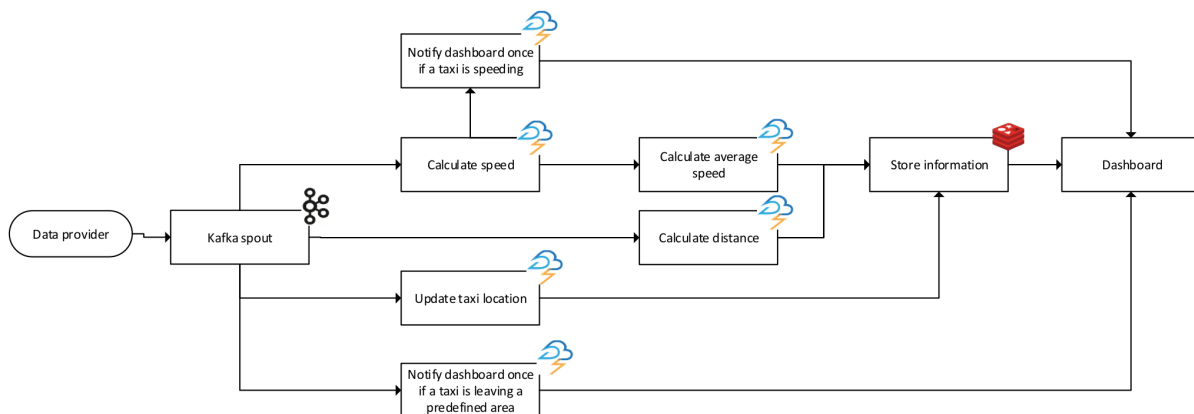 Notify dashboard once
if a taxi is speeding
Calculate speed
Calculate average
speed
Store information
Dashboard
Data provider
Kafka spout
Calculate distance
Update taxi location
Notify dashboard once
if a taxi is leaving a
predefined area